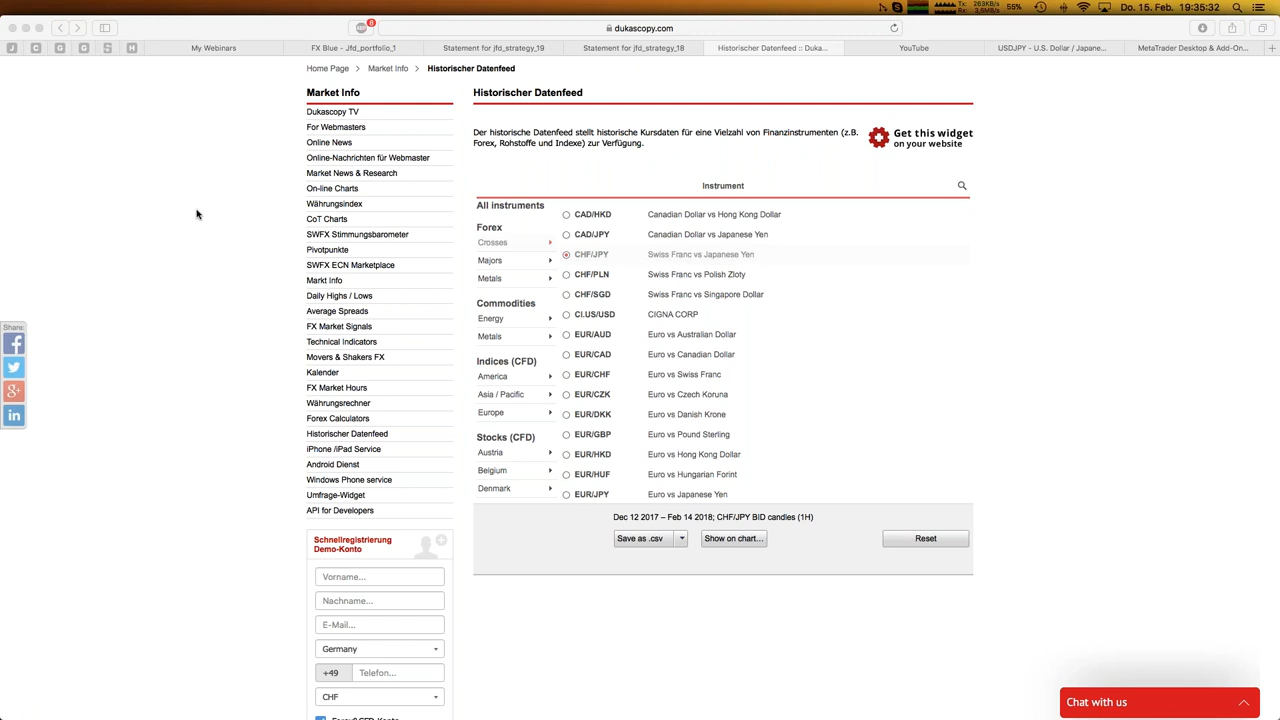 8
Tx: 263KB/s
Rx: 3,5MB/s
55%
Do. 15. Feb. 19:35:32
dukascopy.com
J
C
G
G
S
H
My Webinars
FX Blue - Jfd_portfolio_1
Statement for jfd_strategy_19
Statement for jfd_strategy_18
Historischer Datenfeed :: Duka...
YouTube
USDJPY - U.S. Dollar / Japane...
MetaTrader Desktop & Add-On...
Home Page > Market Info > Historischer Datenfeed
Market Info
Dukascopy TV
For Webmasters
Online News
Online-Nachrichten für Webmaster
Market News & Research
On-line Charts
Währungsindex
CoT Charts
SWFX Stimmungsbarometer
Pivotpunkte
SWFX ECN Marketplace
Markt Info
Daily Highs / Lows
Average Spreads
FX Market Signals
Technical Indicators
Movers & Shakers FX
Kalender
FX Market Hours
Währungsrechner
Forex Calculators
Historischer Datenfeed
iPhone /iPad Service
Android Dienst
Windows Phone service
Umfrage-Widget
API for Developers
Share:
Schnellregistrierung
Demo-Konto
Vorname...
Nachname...
E-Mail...
Germany
+49 Telefon...
CHF
Historischer Datenfeed
Der historische Datenfeed stellt historische Kursdaten für eine Vielzahl von Finanzinstrumenten (z.B.
Forex, Rohstoffe und Indexe) zur Verfügung.
Get this widget
on your website
Instrument
All instruments
Forex
Crosses
Majors
Metals
Commodities
Energy
Metals
Indices (CFD)
America
Asia / Pacific
Europe
Stocks (CFD)
Austria
Belgium
Denmark
CAD/HKD Canadian Dollar vs Hong Kong Dollar
CAD/JPY Canadian Dollar vs Japanese Yen
CHF/JPY Swiss Franc vs Japanese Yen
CHF/PLN Swiss Franc vs Polish Zloty
CHF/SGD Swiss Franc vs Singapore Dollar
CI.US/USD CIGNA CORP
EUR/AUD Euro vs Australian Dollar
EUR/CAD Euro vs Canadian Dollar
EUR/CHF Euro vs Swiss Franc
EUR/CZK Euro vs Czech Koruna
EUR/DKK Euro vs Danish Krone
EUR/GBP Euro vs Pound Sterling
EUR/HKD Euro vs Hong Kong Dollar
EUR/HUF Euro vs Hungarian Forint
EUR/JPY Euro vs Japanese Yen
Dec 12 2017 – Feb 14 2018; CHF/JPY BID candles (1H)
Save as .csv
Show on chart...
Reset
Chat with us